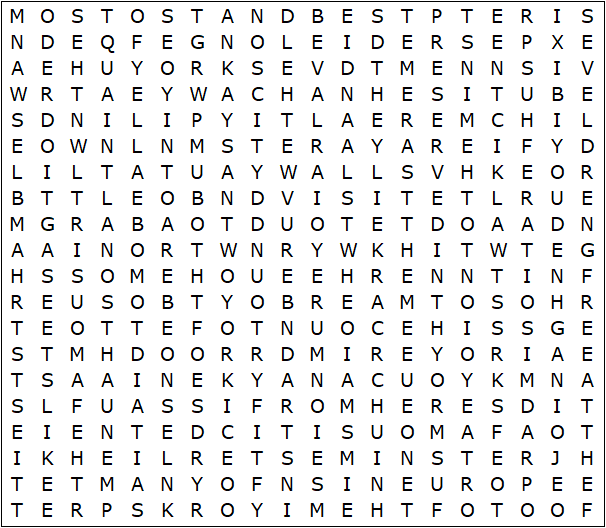 M O S T O S T A N D B E S T P T E R I S
N D E Q F E G N O L E I D E R S E P X E
A E H U Y O R K S E V D T M E N N S I V
W R T A E Y W A C H A N H E S I T U B E
S D N I L I P Y I T L A E R E M C H I L
E O W N L N M S T E R A Y A R E I F Y D
L I L T A T U A Y W A L L S V H K E O R
B T T L E O B N D V I S I T E T L R U E
M G R A B A O T D U O T E T D O A A D N
A A I N O R T W N R Y W K H I T W T E G
H S S O M E H O U E E H R E N N T I N F
R E U S O B T Y O B R E A M T O S O H R
T E O T T E F O T N U O C E H I S S G E
S T M H D O O R R D M I R E Y O R I A E
T S A A I N E K Y A N A C U O Y K M N A
S L F U A S S I F R O M H E R E S D I T
E I E N T E D C I T I S U O M A F A O T
I K H E I L R E T S E M I N S T E R J H
T E T M A N Y O F N S I N E U R O P E E
T E R P S K R O Y I M E H T F O T O O F